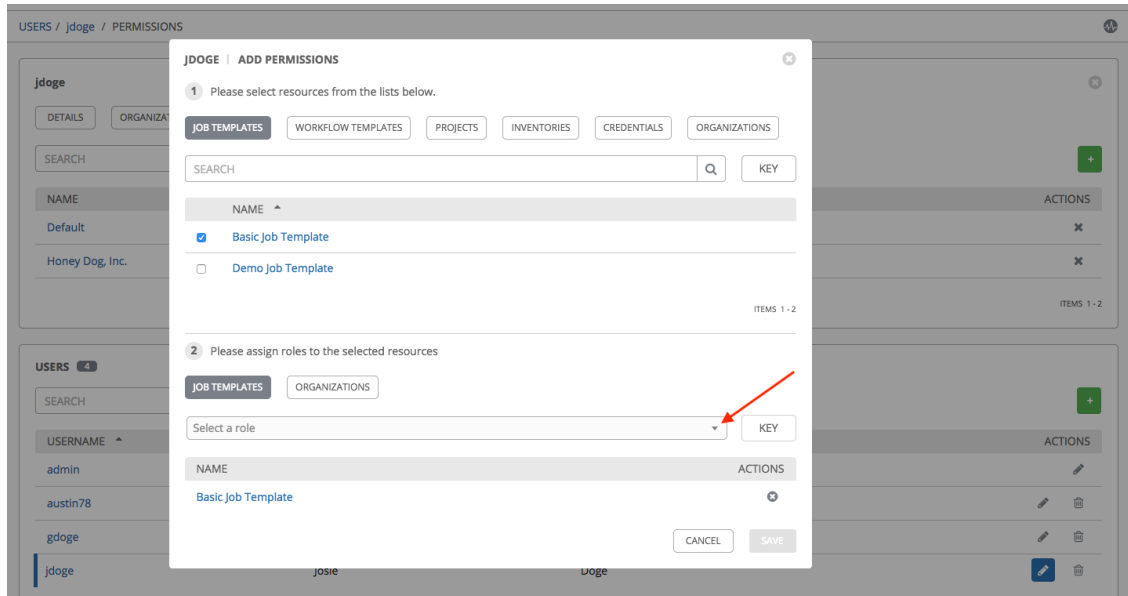 USERS / jdoge / PERMISSIONS
JDOGE | ADD PERMISSIONS
1 Please select resources from the lists below.
JOB TEMPLATES WORKFLOW TEMPLATES PROJECTS INVENTORIES CREDENTIALS ORGANIZATIONS
SEARCH KEY
NAME
Basic Job Template
Demo Job Template
ITEMS 1 - 2
2 Please assign roles to the selected resources
JOB TEMPLATES ORGANIZATIONS
Select a role KEY
NAME ACTIONS
Basic Job Template
CANCEL SAVE
jdoge
DETAILS
SEARCH
+
NAME ACTIONS
Default
Honey Dog, Inc.
ITEMS 1 - 2
USERS 4
SEARCH
+
USERNAME ACTIONS
admin
austin78
gdoge
jdoge Josie Doge